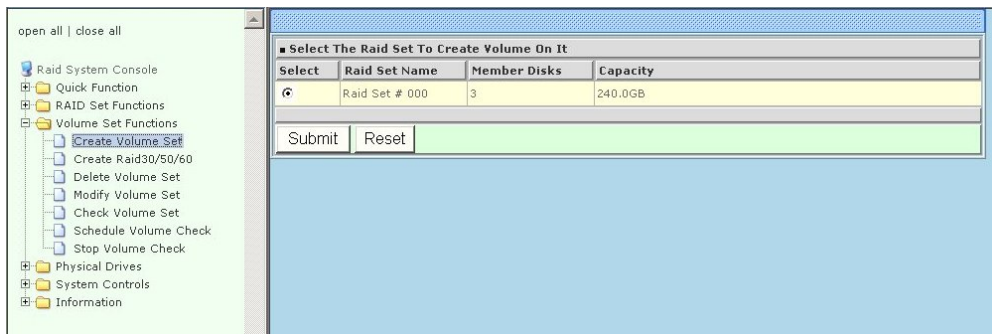 open all | close all
Raid System Console
Quick Function
RAID Set Functions
Volume Set Functions
Create Volume Set
Create Raid30/50/60
Delete Volume Set
Modify Volume Set
Check Volume Set
Schedule Volume Check
Stop Volume Check
Physical Drives
System Controls
Information
Select The Raid Set To Create Volume On It
Select Raid Set Name Member Disks Capacity
Raid Set # 000 3 240.0GB
Submit Reset